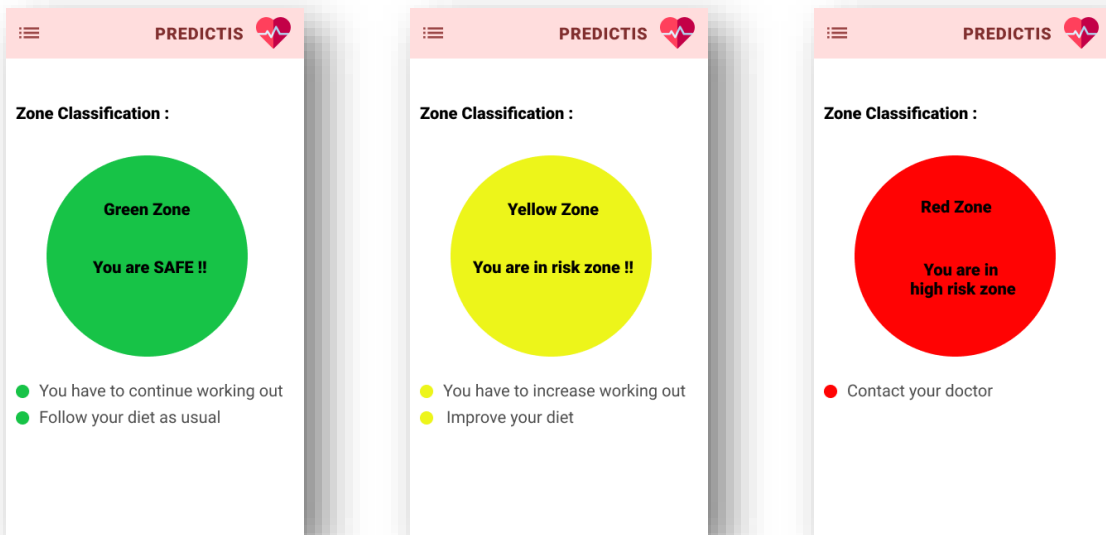 PREDICTIS
Zone Classification :
Green Zone
You are SAFE !!
You have to continue working out
Follow your diet as usual
PREDICTIS
Zone Classification :
Yellow Zone
You are in risk zone !!
You have to increase working out
Improve your diet
PREDICTIS
Zone Classification :
Red Zone
You are in
high risk zone
Contact your doctor